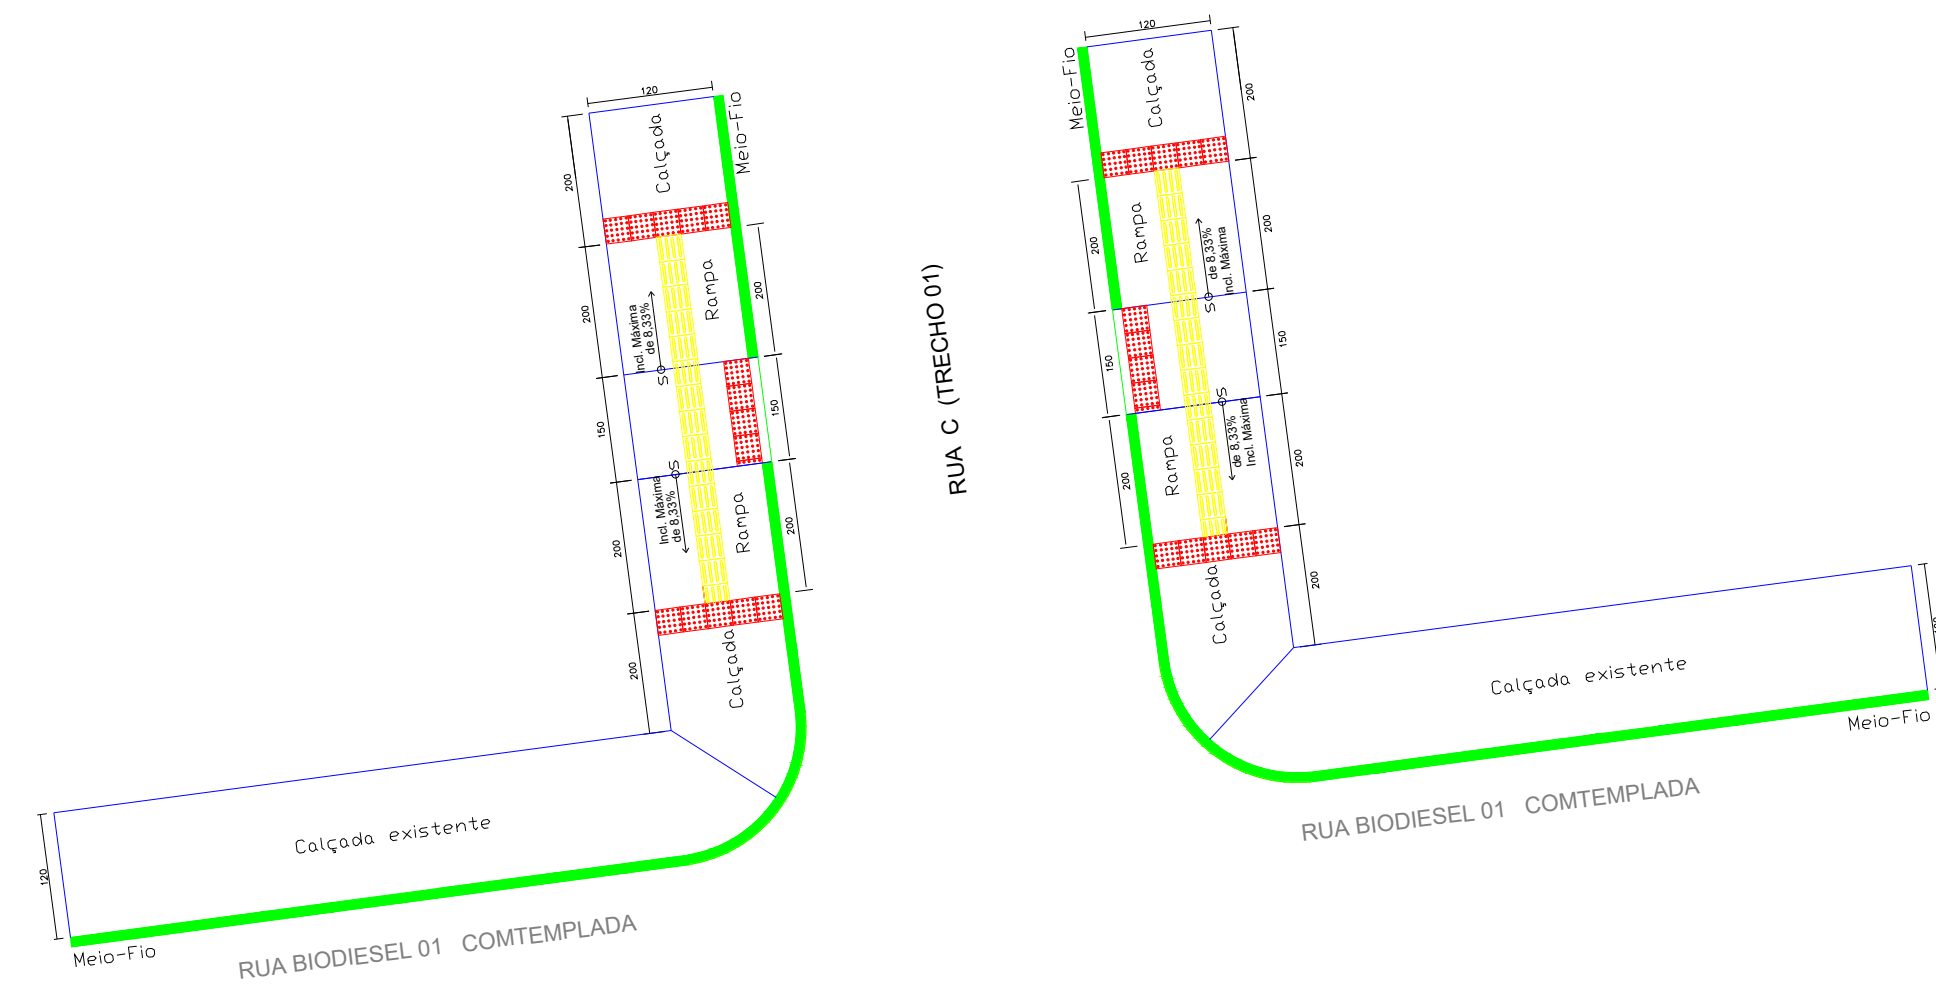 120
Calçada
Meio-Fio
200
Rampa
200
200
Incl. Máxima
de 8,33%
S
150
150
S
Incl. Máxima
de 8,33%
Rampa
200
200
Calçada
200
Calçada existente
120
Meio-Fio
RUA BIODIESEL 01 COMTEMPLADA
RUA C (TRECHO 01)
120
Meio-Fio
Calçada
200
Rampa
200
200
de 8,33%
Incl. Máxima
S
150
150
S
de 8,33%
Incl. Máxima
Rampa
200
200
Calçada
200
Calçada existente
Meio-Fio
RUA BIODIESEL 01 COMTEMPLADA